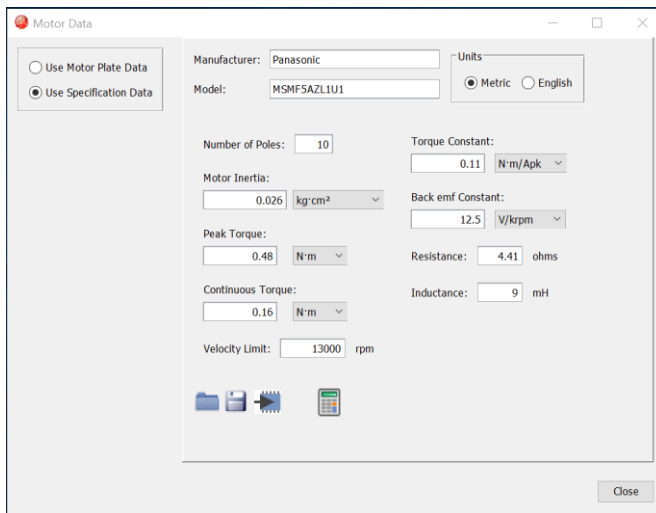 Motor Data
Use Motor Plate Data
Use Specification Data
Manufacturer: Panasonic
Model: MSMF5AZL1U1
Units
Metric English
Number of Poles: 10
Motor Inertia:
0.026 kg·cm²
Peak Torque:
0.48 N·m
Continuous Torque:
0.16 N·m
Velocity Limit: 13000 rpm
Torque Constant:
0.11 N·m/Apk
Back emf Constant:
12.5 V/krpm
Resistance: 4.41 ohms
Inductance: 9 mH
Close